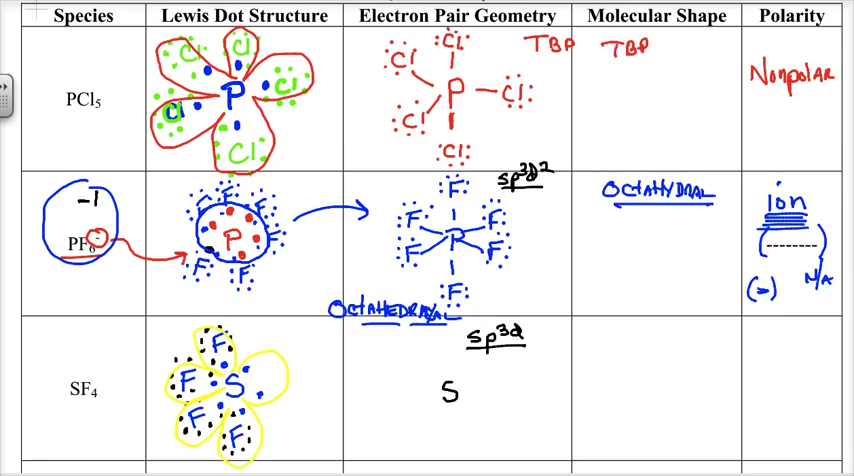 Species Lewis Dot Structure Electron Pair Geometry Molecular Shape Polarity
PCl5
Cl Cl Cl Cl Cl P
Cl Cl Cl Cl Cl P
TBP
TBP
Nonpolar
PF6-
-1
F F F F F F P
sp3d2
F F F F F F P
OCTAHEDRAL
OCTAHYDRAL
ion
(--------)
(-) N/A
SF4
F F F F S
sp3d
S